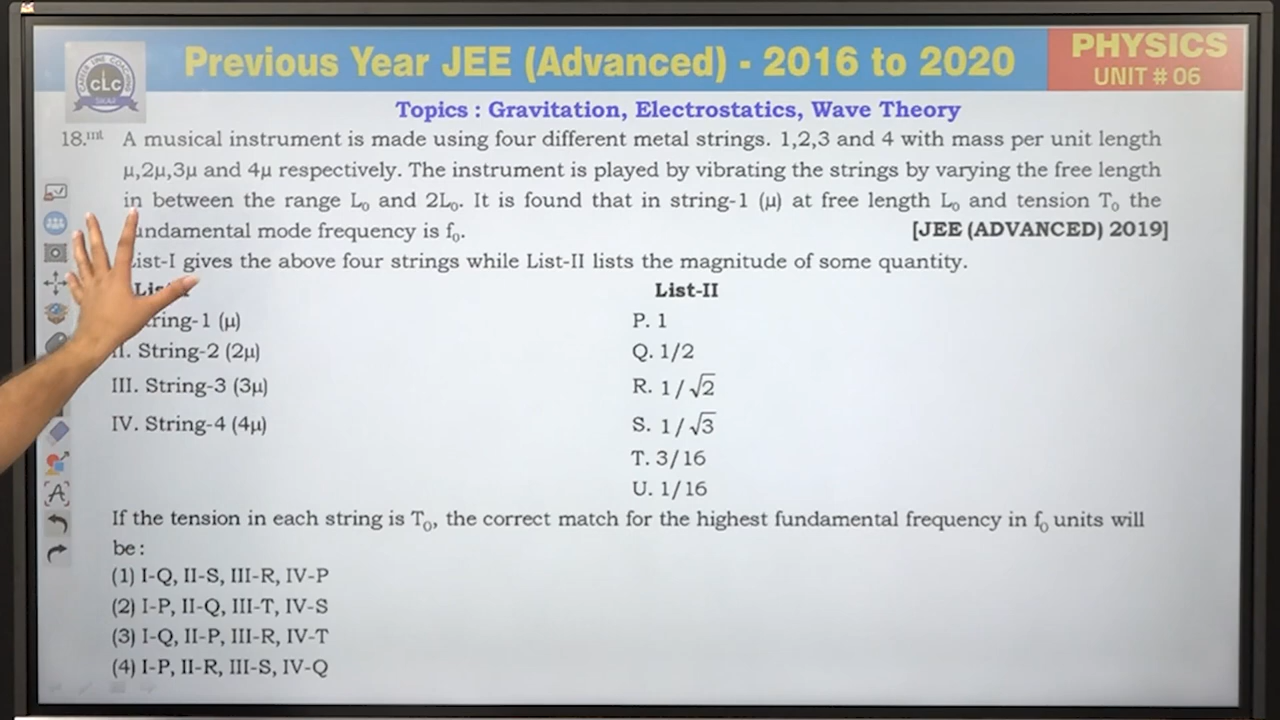 Previous Year JEE (Advanced) - 2016 to 2020
PHYSICS
UNIT # 06
CLC
SIKAR
Topics : Gravitation, Electrostatics, Wave Theory
18. A musical instrument is made using four different metal strings. 1,2,3 and 4 with mass per unit length
μ,2μ,3μ and 4μ respectively. The instrument is played by vibrating the strings by varying the free length
in between the range L₀ and 2L₀. It is found that in string-1 (μ) at free length L₀ and tension T₀ the
undamental mode frequency is f₀. [JEE (ADVANCED) 2019]
List-I gives the above four strings while List-II lists the magnitude of some quantity.
List-II
ring-1 (μ) P. 1
II. String-2 (2μ) Q. 1/2
III. String-3 (3μ) R. 1/√2
IV. String-4 (4μ) S. 1/√3
T. 3/16
U. 1/16
If the tension in each string is T₀, the correct match for the highest fundamental frequency in f₀ units will
be :
(1) I-Q, II-S, III-R, IV-P
(2) I-P, II-Q, III-T, IV-S
(3) I-Q, II-P, III-R, IV-T
(4) I-P, II-R, III-S, IV-Q